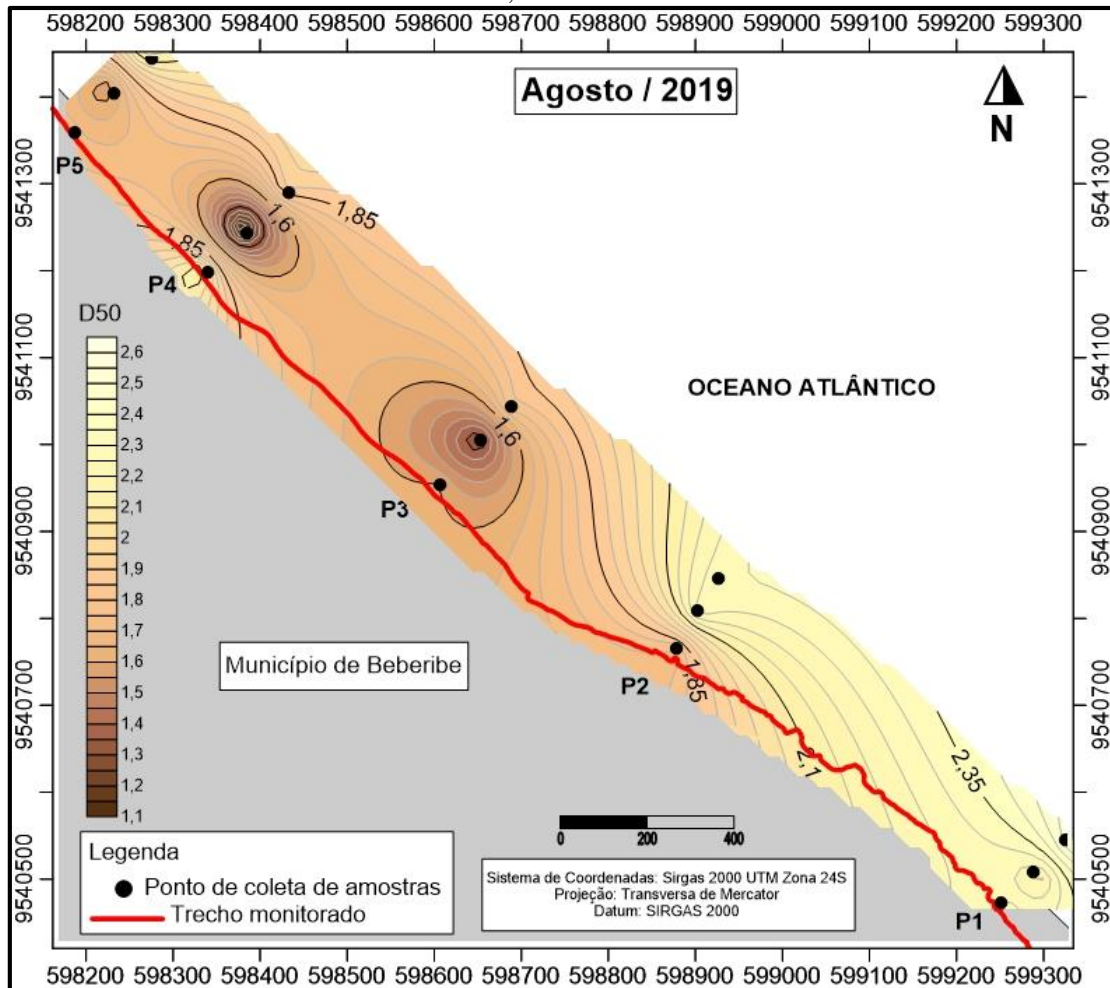 598200 598300 598400 598500 598600 598700 598800 598900 599000 599100 599200 599300
Agosto / 2019
N
9541300
9541300
P5
1,6
1,85
1,85
P4
D50
2,6
2,5
2,4
2,3
2,2
2,1
2
1,9
1,8
1,7
1,6
1,5
1,4
1,3
1,2
1,1
9541100
9541100
OCEANO ATLÂNTICO
1,6
P3
9540900
9540900
Município de Beberibe
P2
1,85
9540700
9540700
2,1
2,35
0 200 400
Legenda
Ponto de coleta de amostras
Trecho monitorado
Sistema de Coordenadas: Sirgas 2000 UTM Zona 24S
Projeção: Transversa de Mercator
Datum: SIRGAS 2000
9540500
9540500
P1
598200 598300 598400 598500 598600 598700 598800 598900 599000 599100 599200 599300